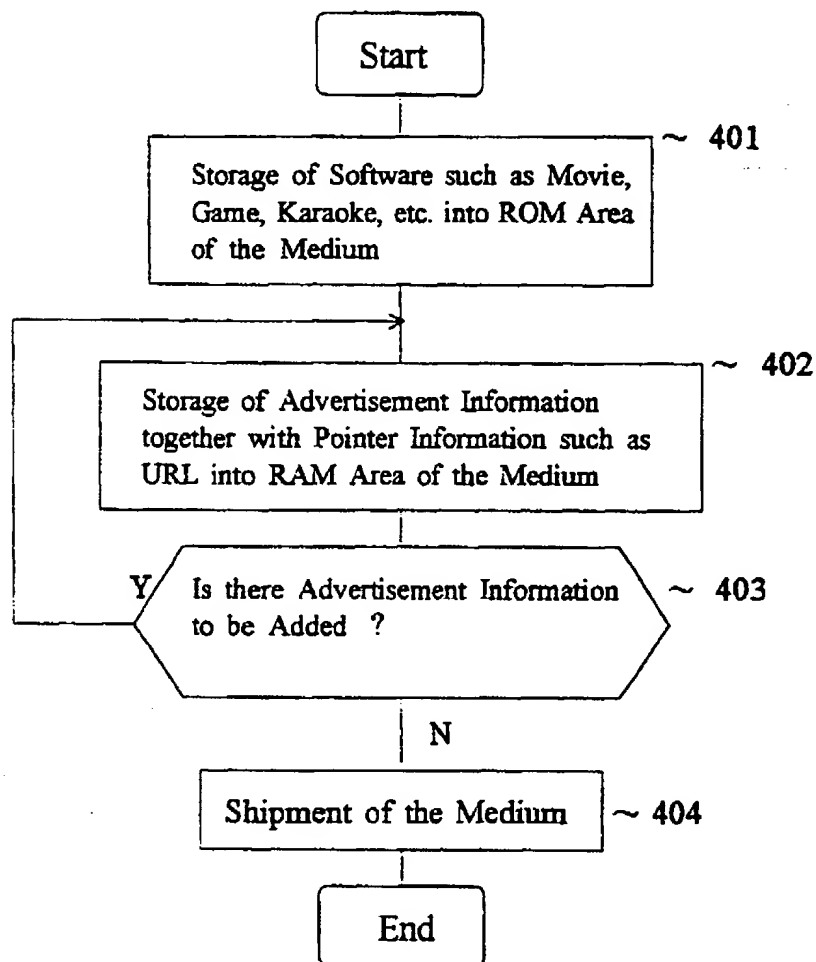 Start
~ 401
Storage of Software such as Movie,
Game, Karaoke, etc. into ROM Area
of the Medium
~ 402
Storage of Advertisement Information
together with Pointer Information such as
URL into RAM Area of the Medium
Y
Is there Advertisement Information
to be Added ?
~ 403
N
Shipment of the Medium
~ 404
End